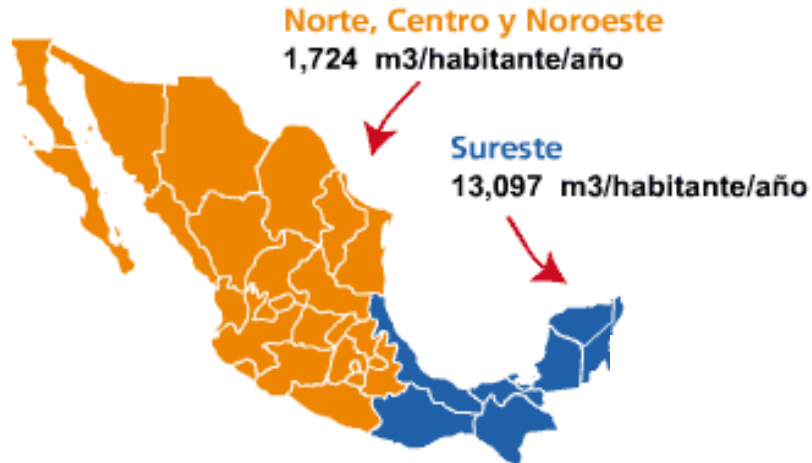 Norte, Centro y Noroeste
1,724 m3/habitante/año
Sureste
13,097 m3/habitante/año